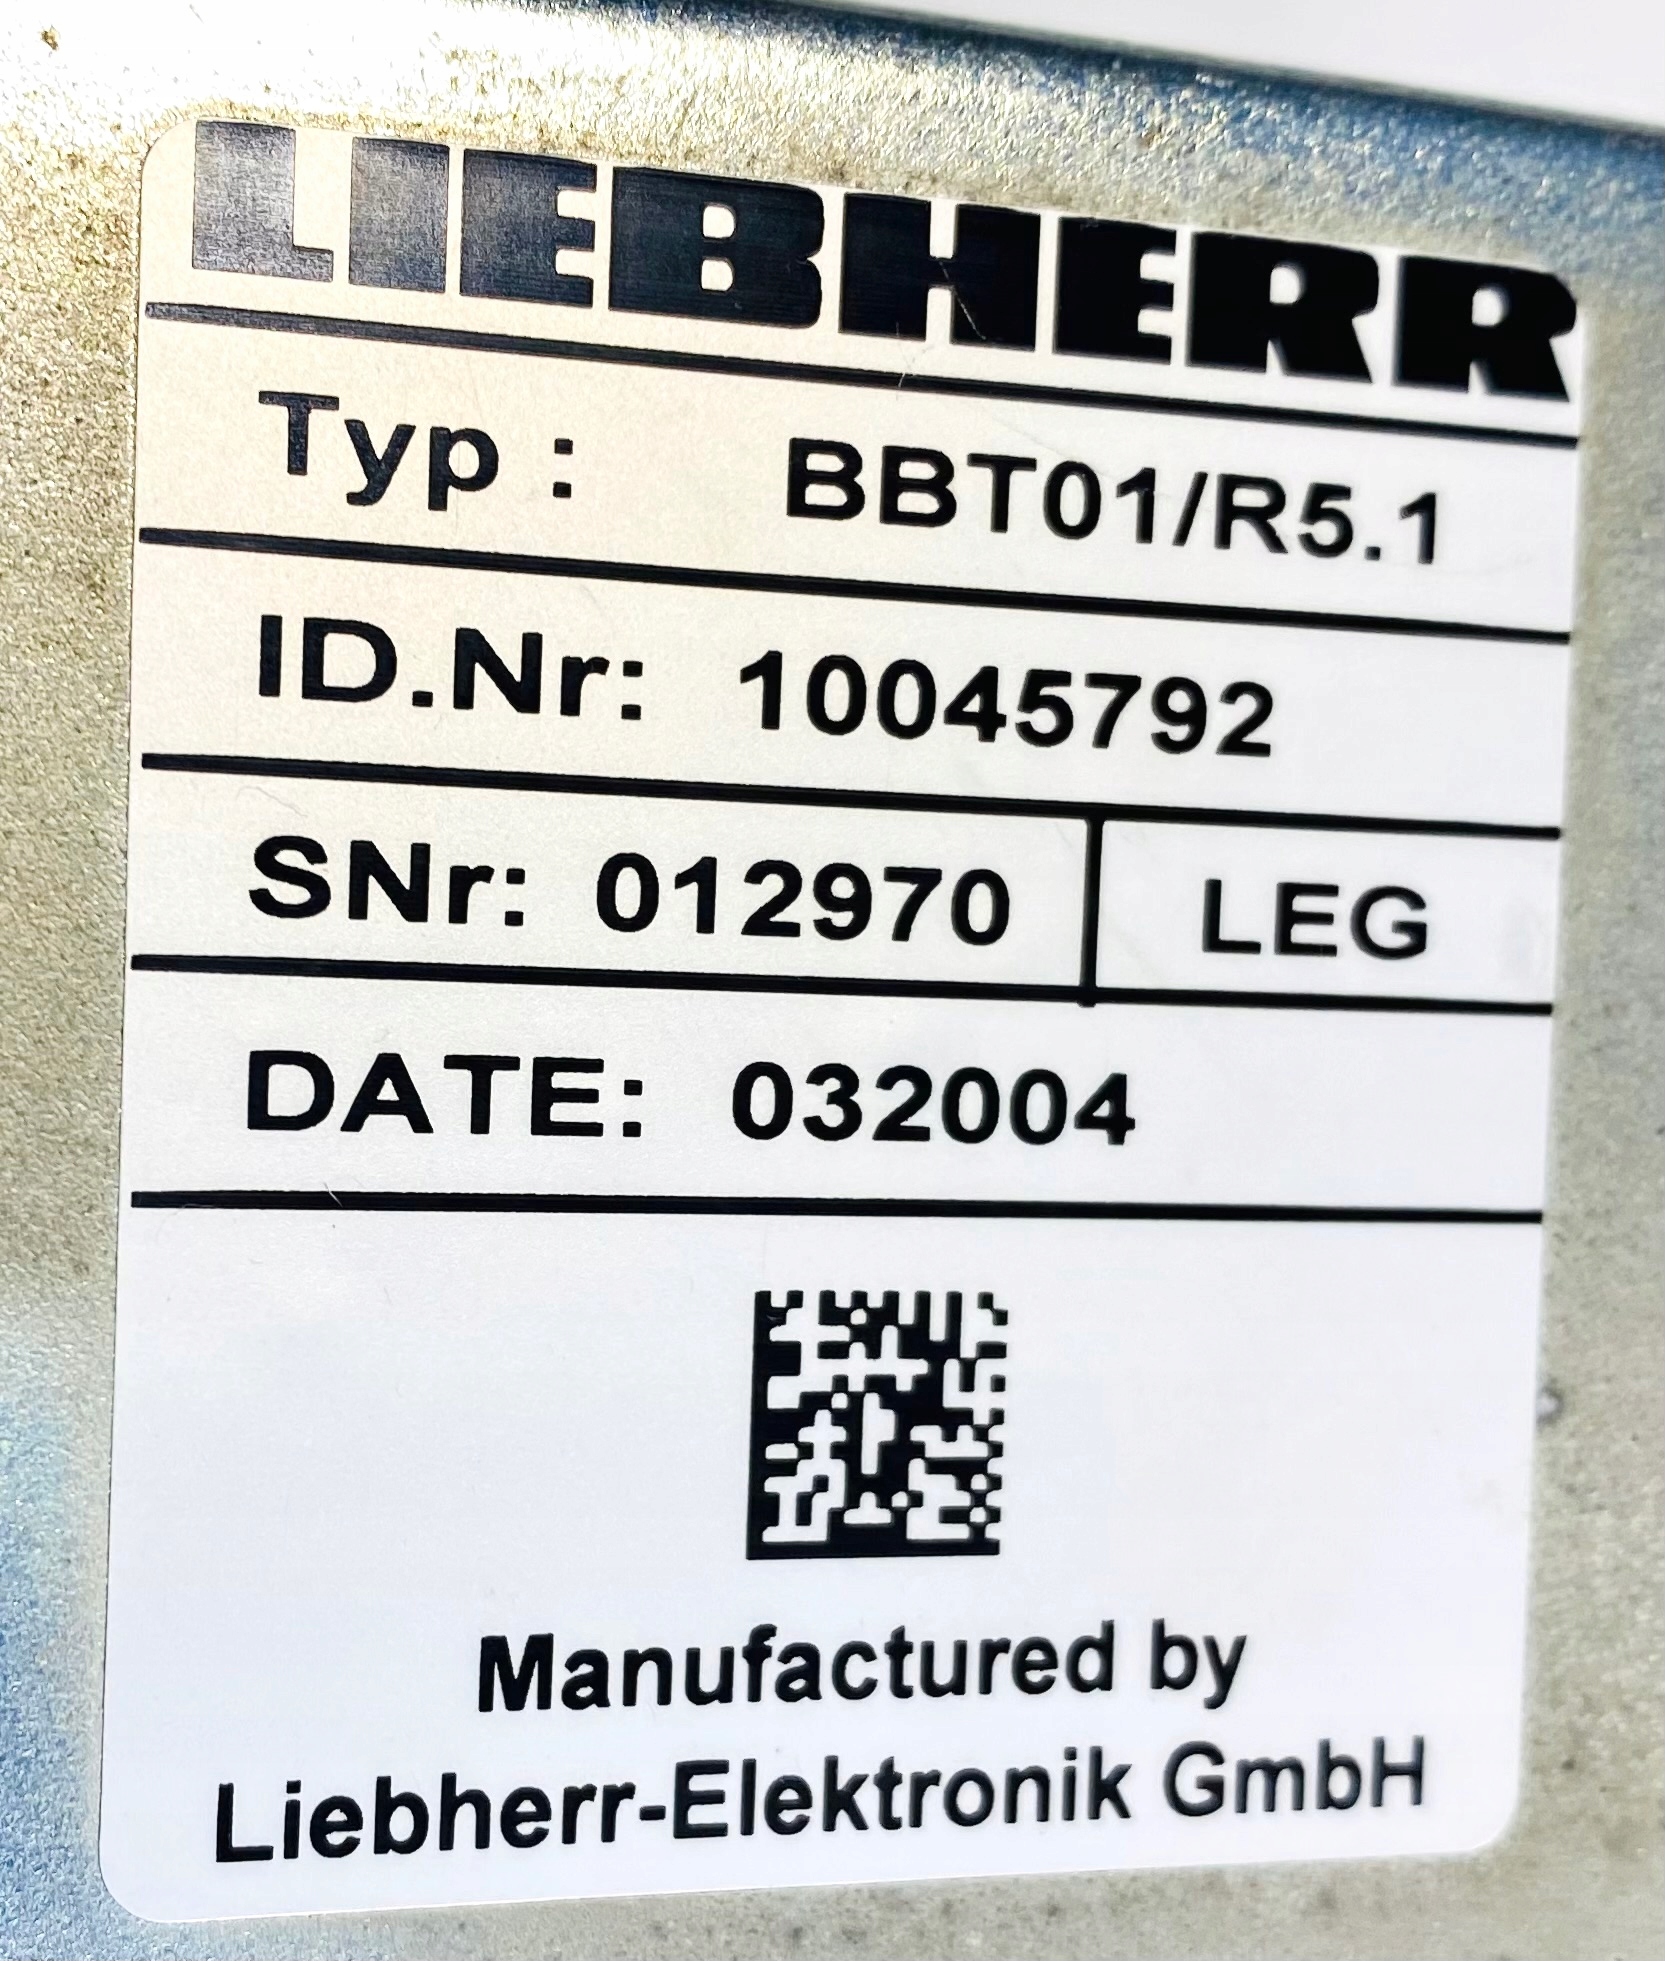 LIEBHERR
Typ : BBT01/R5.1
ID.Nr: 10045792
SNr: 012970 LEG
DATE: 032004
Manufactured by
Liebherr-Elektronik GmbH